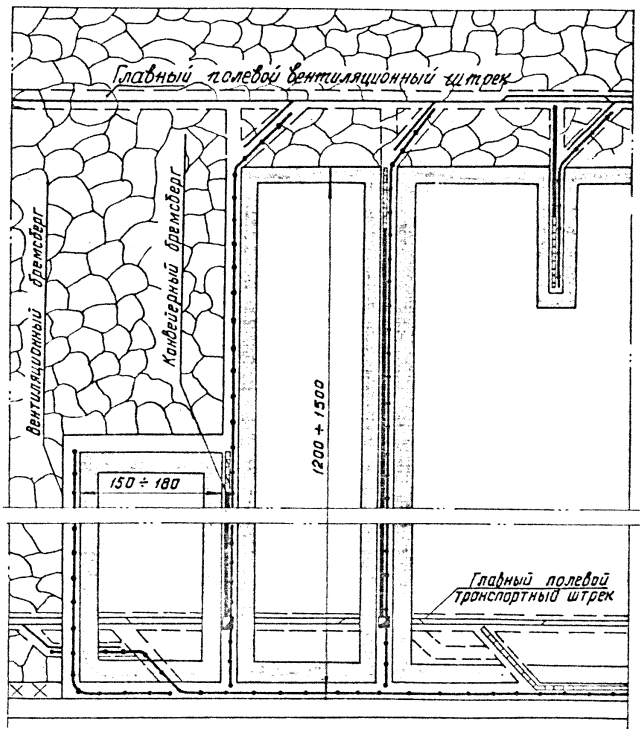 Главный полевой вентиляционный штрек
Вентиляционный бремсберг
Конвейерный бремсберг
1200 ÷ 1500
150 ÷ 180
Главный полевой
транспортный штрек